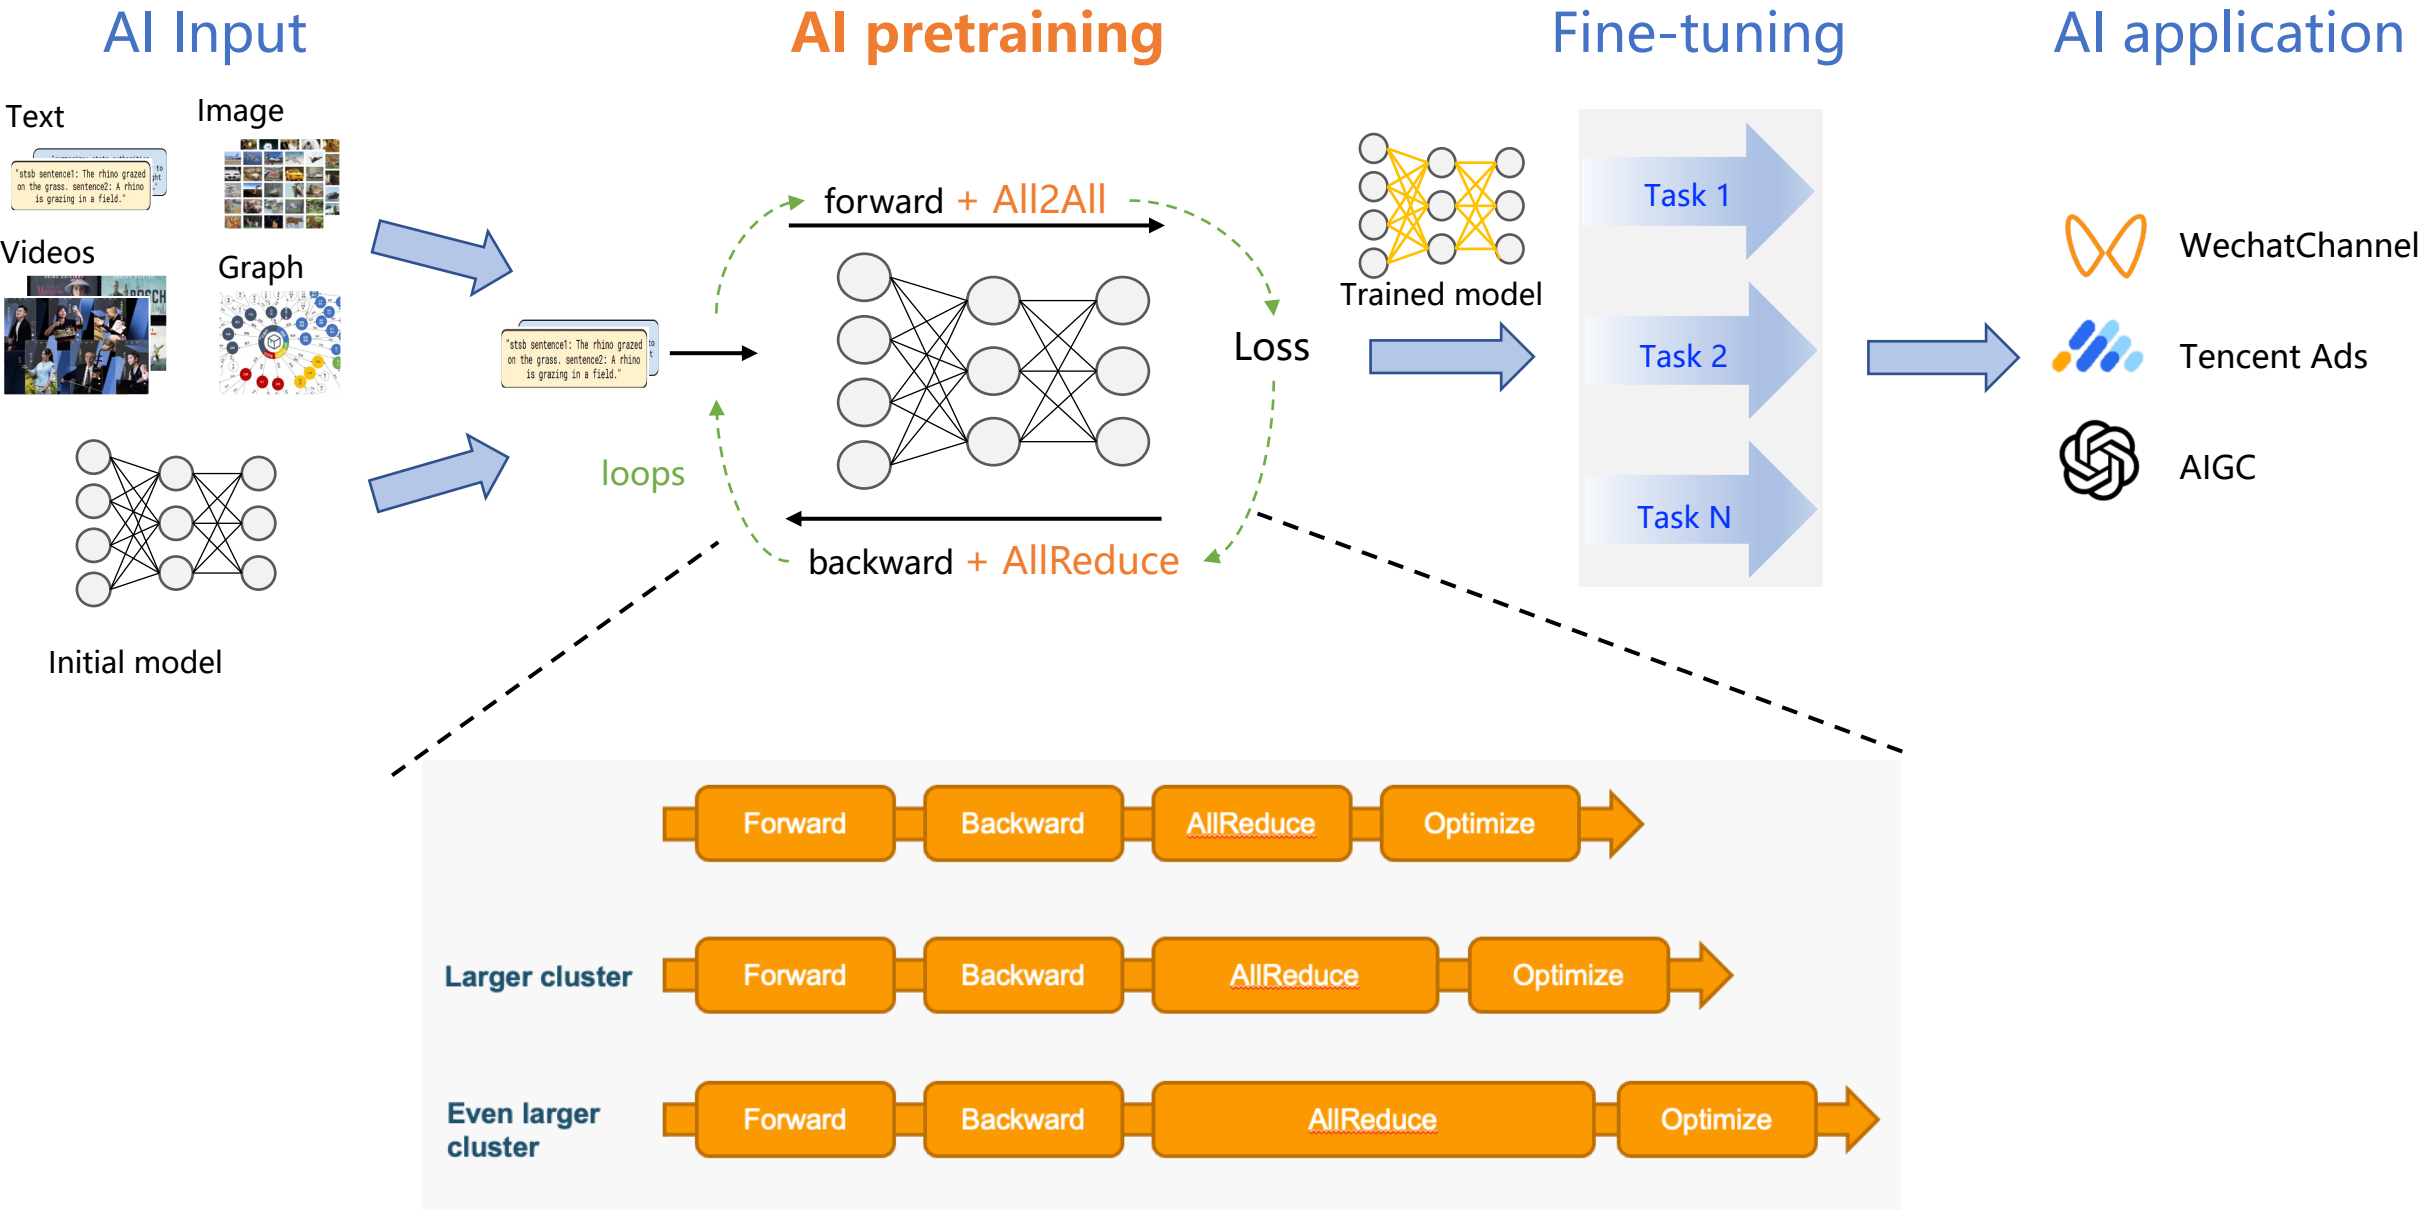 AI Input
AI pretraining
Fine-tuning
AI application
Text
Image
"stsb sentence1: The rhino grazed
on the grass. sentence2: A rhino
is grazing in a field."
to
Videos
Graph
Initial model
"stsb sentence1: The rhino grazed
on the grass. sentence2: A rhino
is grazing in a field."
to
loops
forward + All2All
Loss
backward + AllReduce
Trained model
Task 1
Task 2
Task N
WechatChannel
Tencent Ads
AIGC
Forward
Backward
AllReduce
Optimize
Larger cluster
Forward
Backward
AllReduce
Optimize
Even larger
cluster
Forward
Backward
AllReduce
Optimize